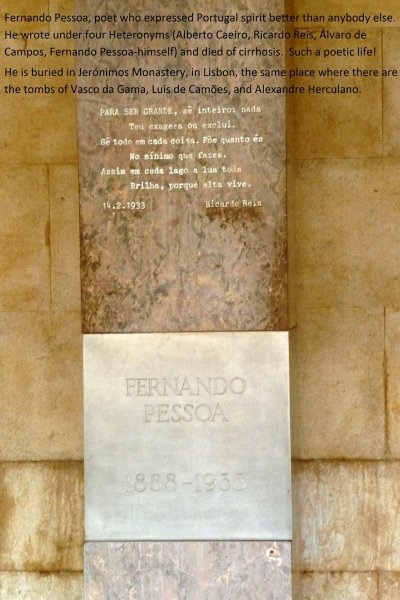 Fernando Pessoa, poet who expressed Portugal spirit better than anybody else.
He wrote under four Heteronyms (Alberto Caeiro, Ricardo Reis, Álvaro de
Campos, Fernando Pessoa-himself) and died of cirrhosis.  Such a poetic life!
He is buried in Jerónimos Monastery, in Lisbon, the same place where there are
the tombs of Vasco da Gama, Luís de Camões, and Alexandre Herculano.
PARA SER GRANDE, sê inteiro: nada
Teu exagera ou exclui.
Sê todo em cada coisa. Põe quanto és
No mínimo que fazes.
Assim em cada lago a lua toda
Brilha, porque alta vive.
14.2.1933 Ricardo Reis
FERNANDO
PESSOA
1888-1935